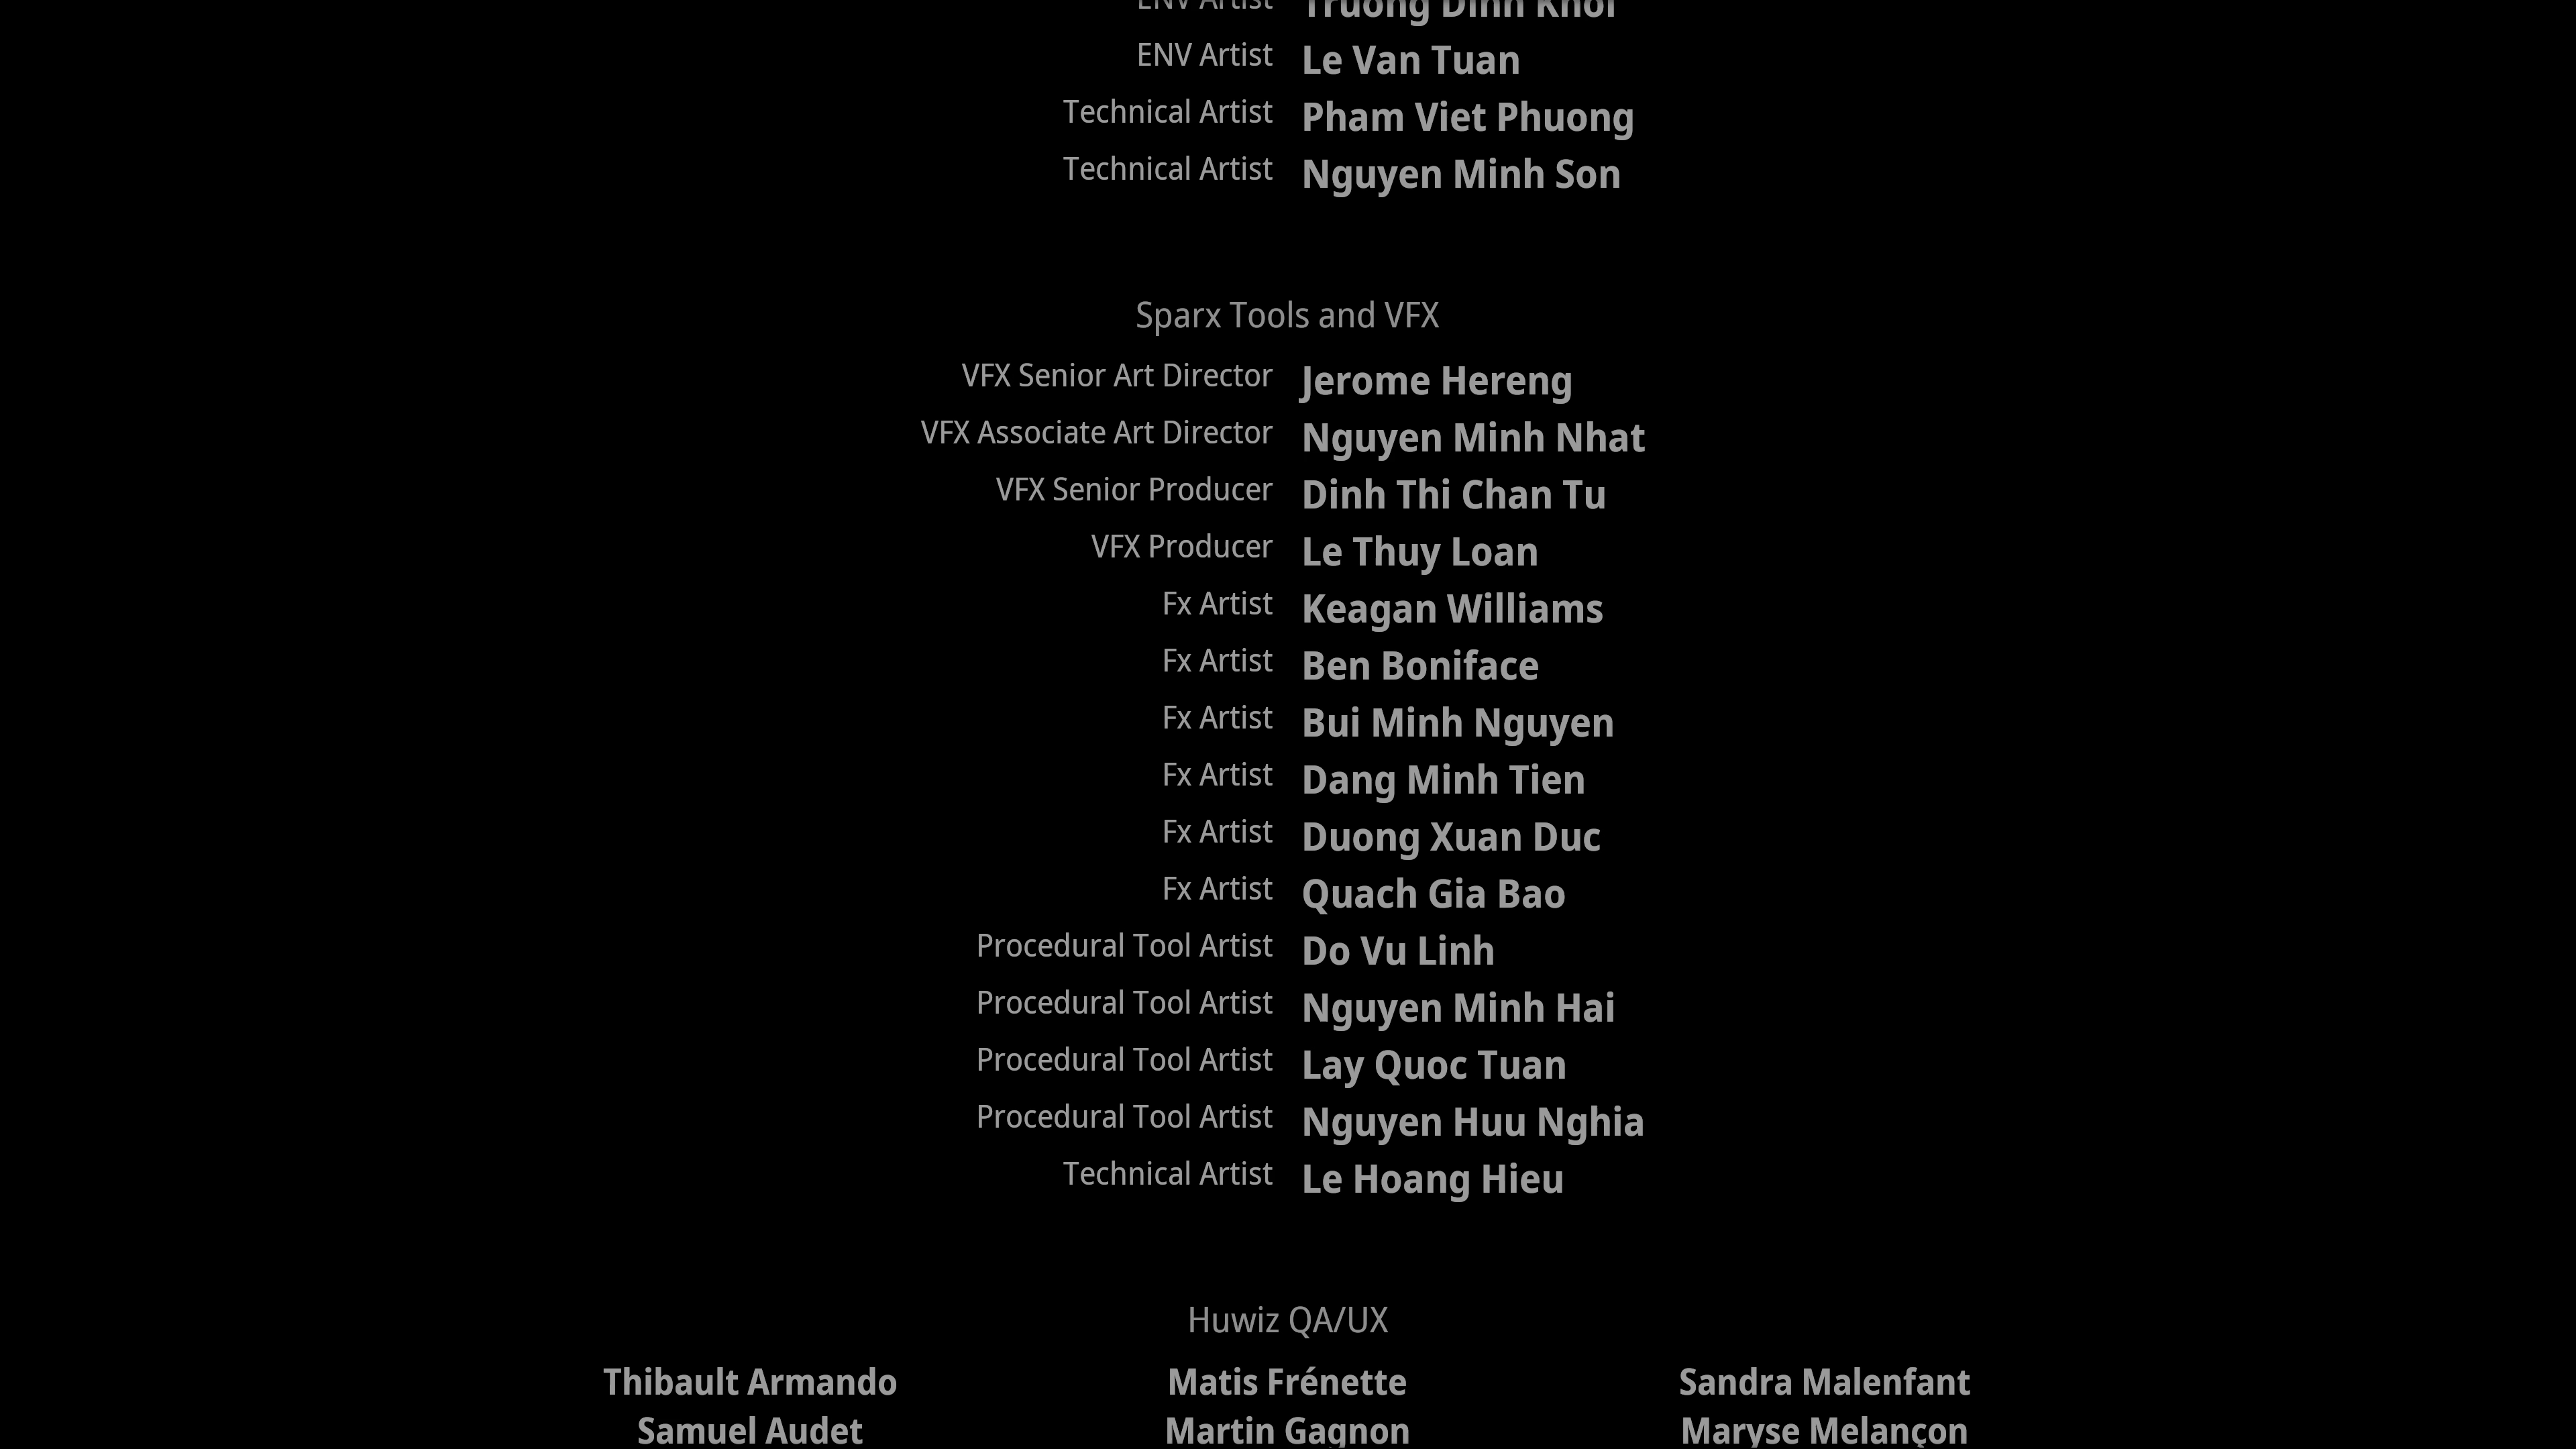 ENV Artist Truong Dinh Khoi
ENV Artist Le Van Tuan
Technical Artist Pham Viet Phuong
Technical Artist Nguyen Minh Son
Sparx Tools and VFX
VFX Senior Art Director Jerome Hereng
VFX Associate Art Director Nguyen Minh Nhat
VFX Senior Producer Dinh Thi Chan Tu
VFX Producer Le Thuy Loan
Fx Artist Keagan Williams
Fx Artist Ben Boniface
Fx Artist Bui Minh Nguyen
Fx Artist Dang Minh Tien
Fx Artist Duong Xuan Duc
Fx Artist Quach Gia Bao
Procedural Tool Artist Do Vu Linh
Procedural Tool Artist Nguyen Minh Hai
Procedural Tool Artist Lay Quoc Tuan
Procedural Tool Artist Nguyen Huu Nghia
Technical Artist Le Hoang Hieu
Huwiz QA/UX
Thibault Armando Matis Frénette Sandra Malenfant
Samuel Audet Martin Gagnon Maryse Melançon